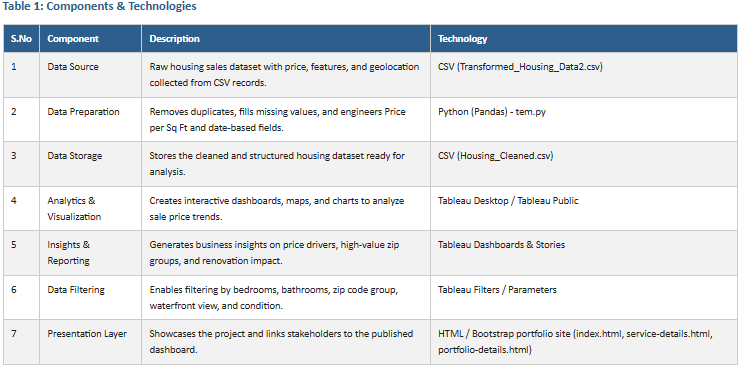 Table 1: Components & Technologies
S.No Component Description Technology
1 Data Source Raw housing sales dataset with price, features, and geolocation CSV (Transformed_Housing_Data2.csv)
collected from CSV records.
2 Data Preparation Removes duplicates, fills missing values, and engineers Price Python (Pandas) - tem.py
per Sq Ft and date-based fields.
3 Data Storage Stores the cleaned and structured housing dataset ready for CSV (Housing_Cleaned.csv)
analysis.
4 Analytics & Creates interactive dashboards, maps, and charts to analyze Tableau Desktop / Tableau Public
Visualization sale price trends.
5 Insights & Generates business insights on price drivers, high-value zip Tableau Dashboards & Stories
Reporting groups, and renovation impact.
6 Data Filtering Enables filtering by bedrooms, bathrooms, zip code group, Tableau Filters / Parameters
waterfront view, and condition.
7 Presentation Layer Showcases the project and links stakeholders to the published HTML / Bootstrap portfolio site (index.html, service-details.html,
dashboard. portfolio-details.html)